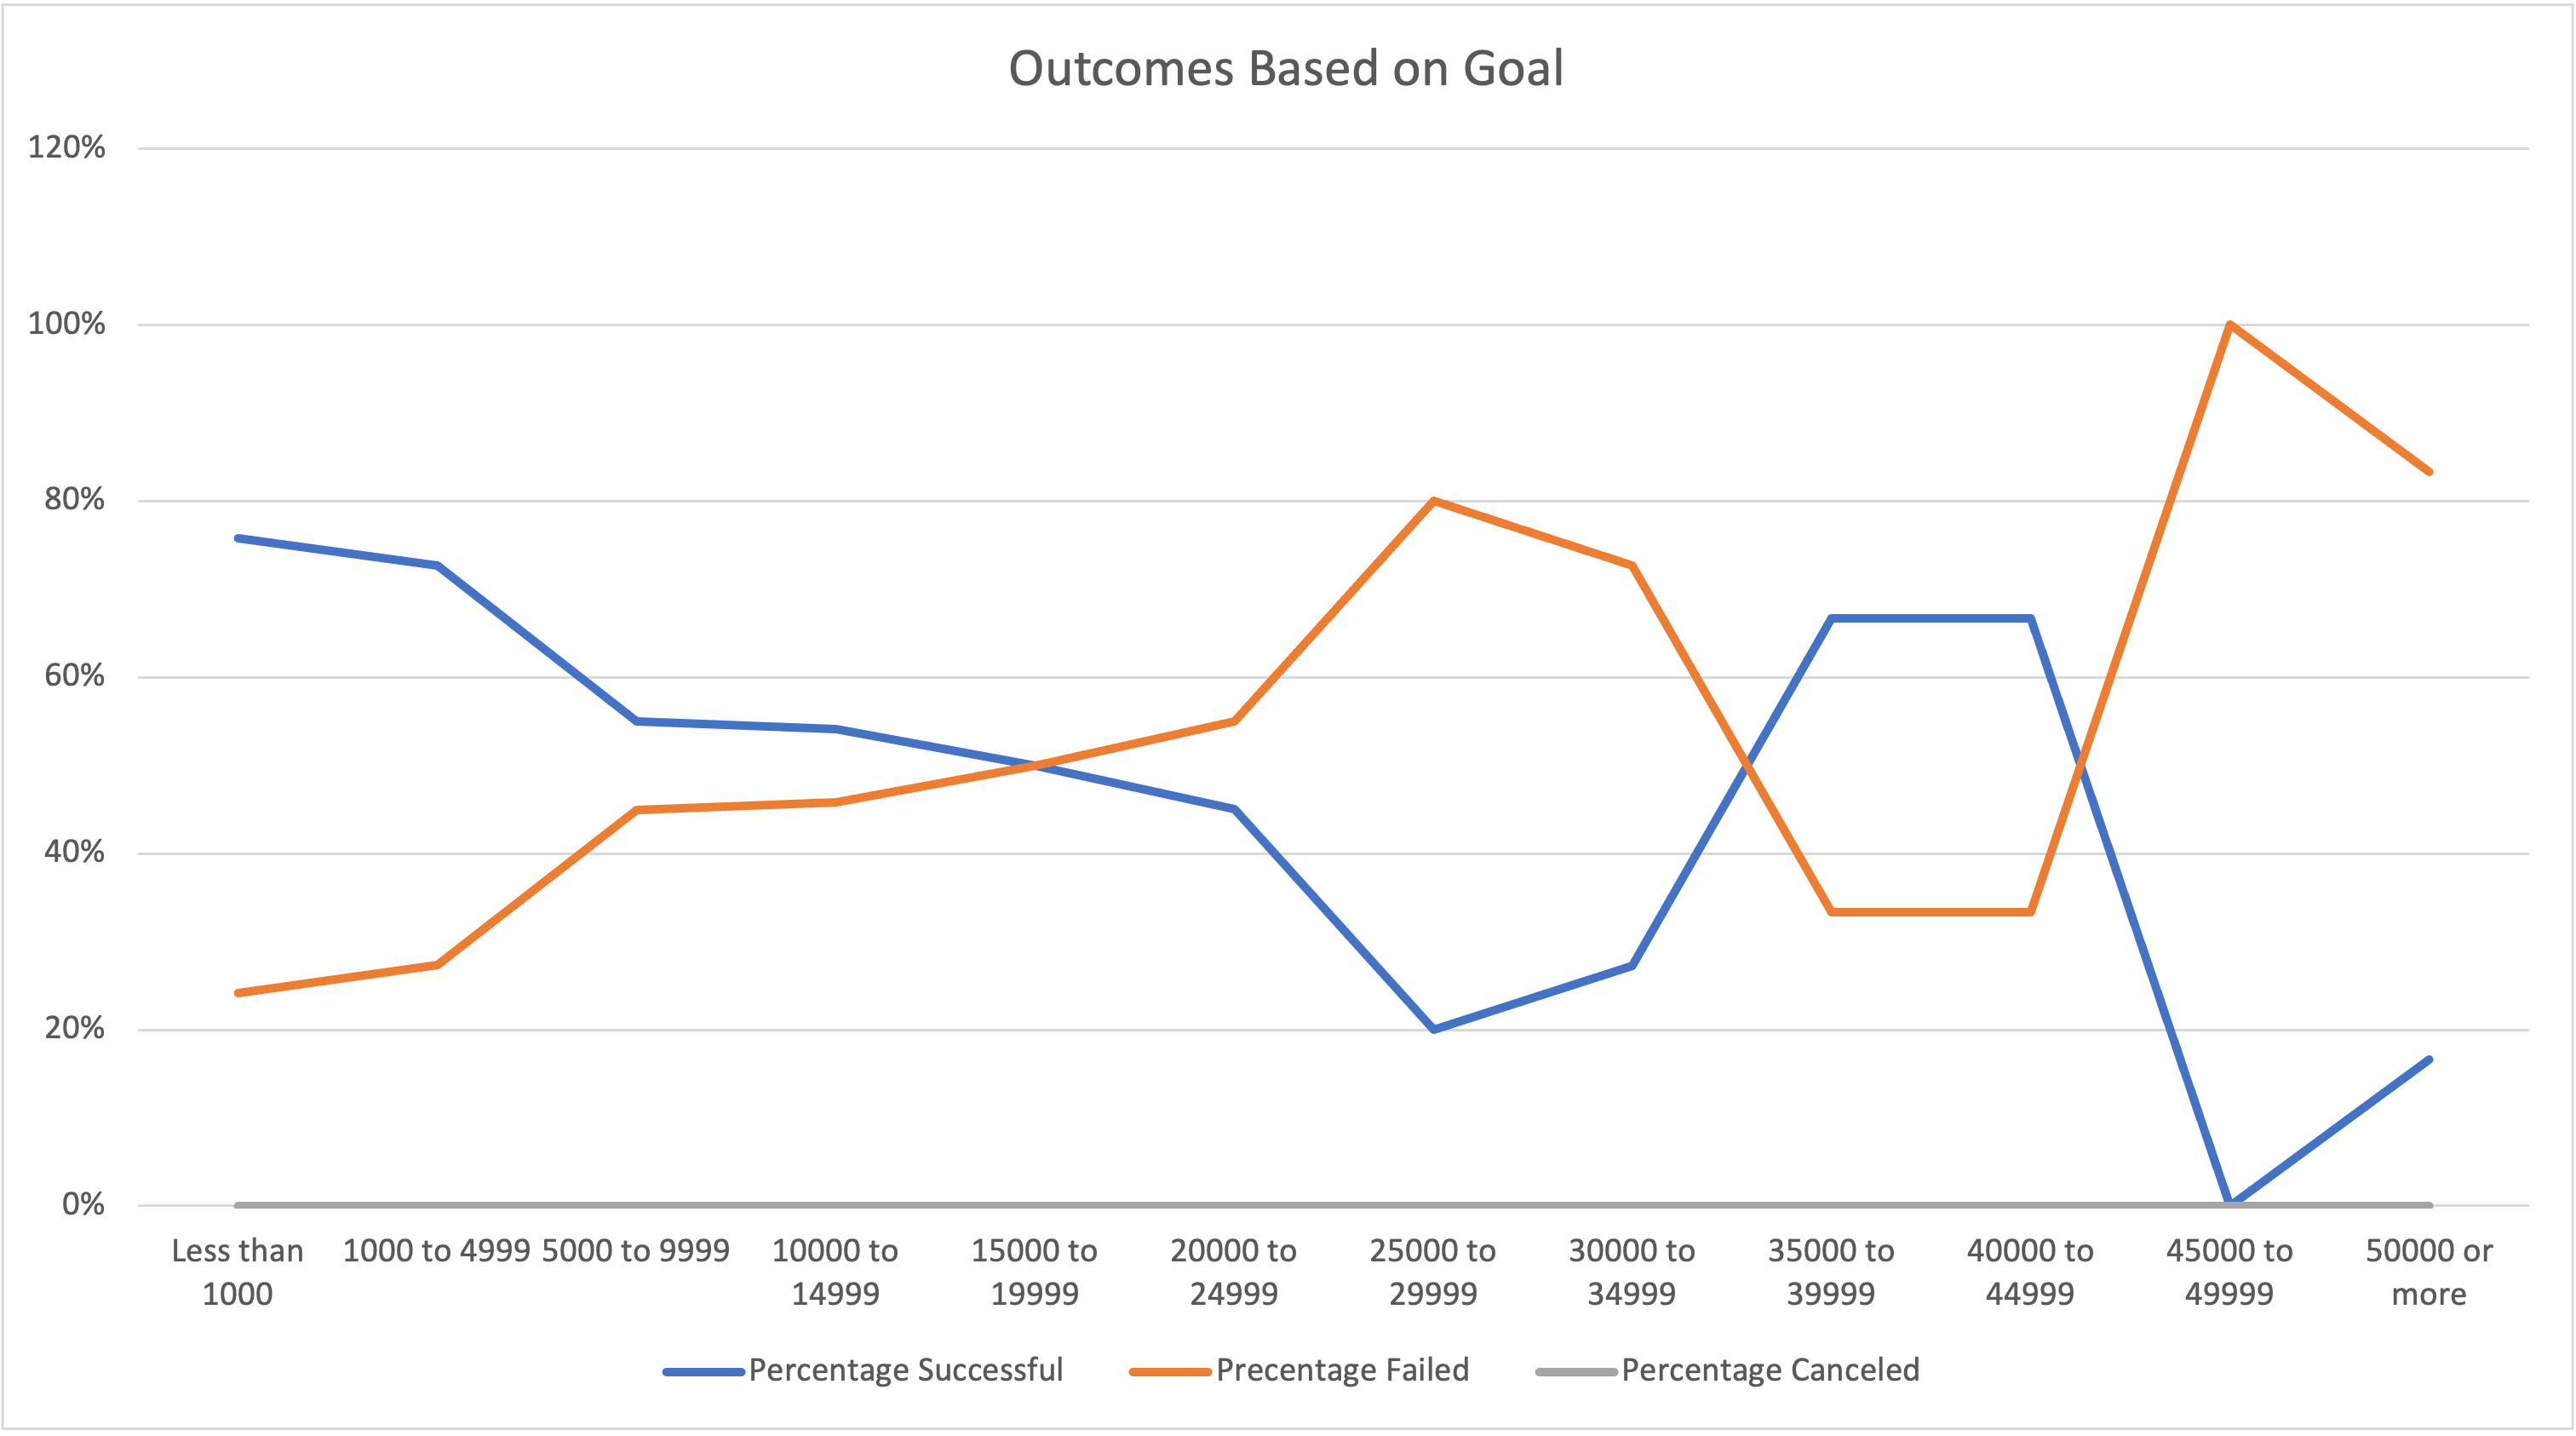 Outcomes Based on Goal
120%
100%
80%
60%
40%
20%
0%
Less than
1000
1000 to 4999
5000 to 9999
10000 to
14999
15000 to
19999
20000 to
24999
25000 to
29999
30000 to
34999
35000 to
39999
40000 to
44999
45000 to
49999
50000 or
more
Percentage Successful
Precentage Failed
Percentage Canceled